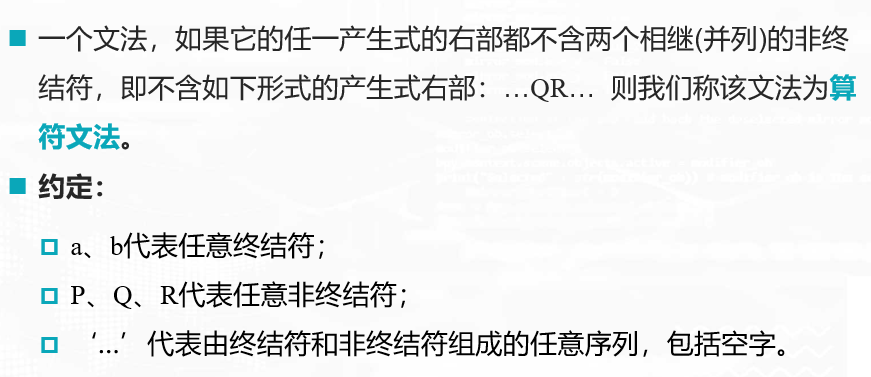 一个文法，如果它的任一产生式的右部都不含两个相继(并列)的非终
结符，即不含如下形式的产生式右部：…QR… 则我们称该文法为算
符文法。
约定：
a、b代表任意终结符；
P、Q、R代表任意非终结符；
‘…’ 代表由终结符和非终结符组成的任意序列，包括空字。